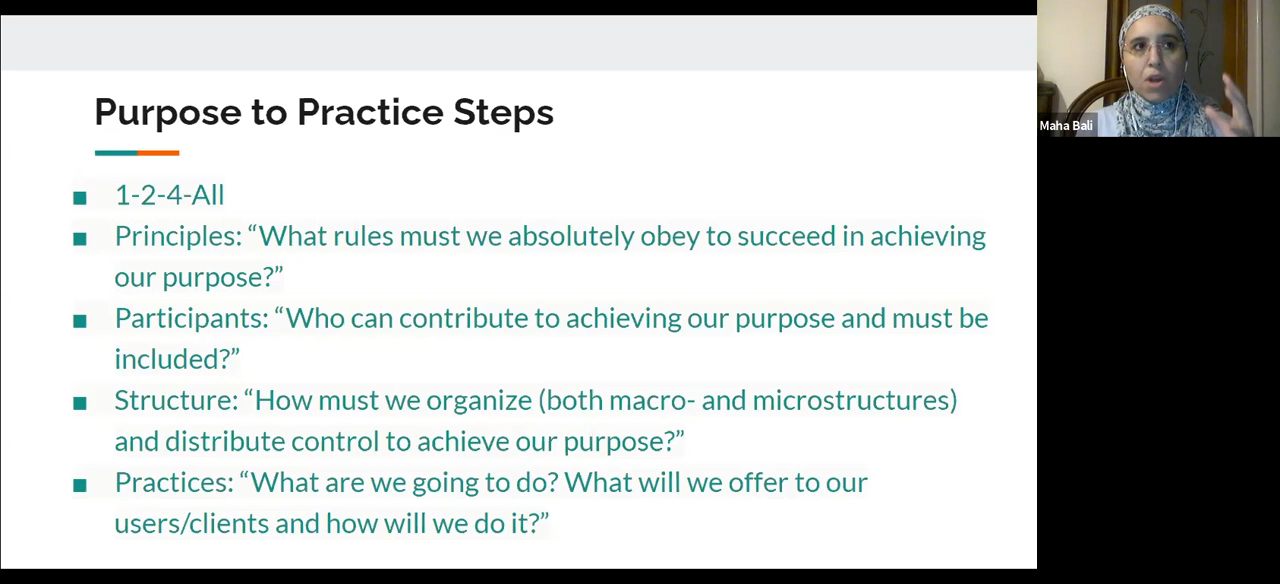 Purpose to Practice Steps
■ 1-2-4-All
■ Principles: “What rules must we absolutely obey to succeed in achieving
our purpose?”
■ Participants: “Who can contribute to achieving our purpose and must be
included?”
■ Structure: “How must we organize (both macro- and microstructures)
and distribute control to achieve our purpose?”
■ Practices: “What are we going to do? What will we offer to our
users/clients and how will we do it?”
Maha Bali